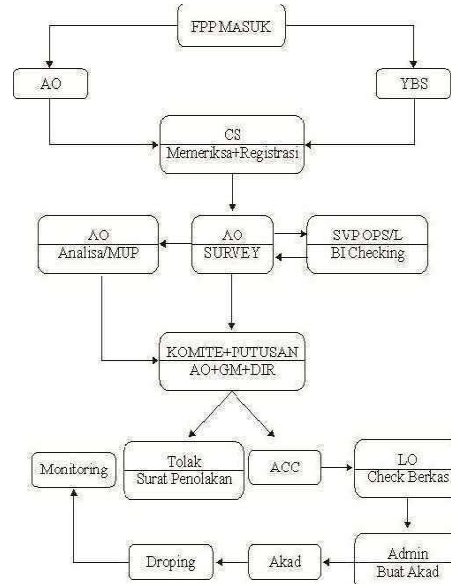 FPP MASUK
AO
YBS
CS
Memeriksa+Registrasi
AO
Analisa/MUP
AO
SURVEY
SVP OPS/L
BI Checking
KOMITE+PUTUSAN
AO+GM+DIR
Tolak
Surat Penolakan
ACC
LO
Check Berkas
Monitoring
Droping
Akad
Admin
Buat Akad